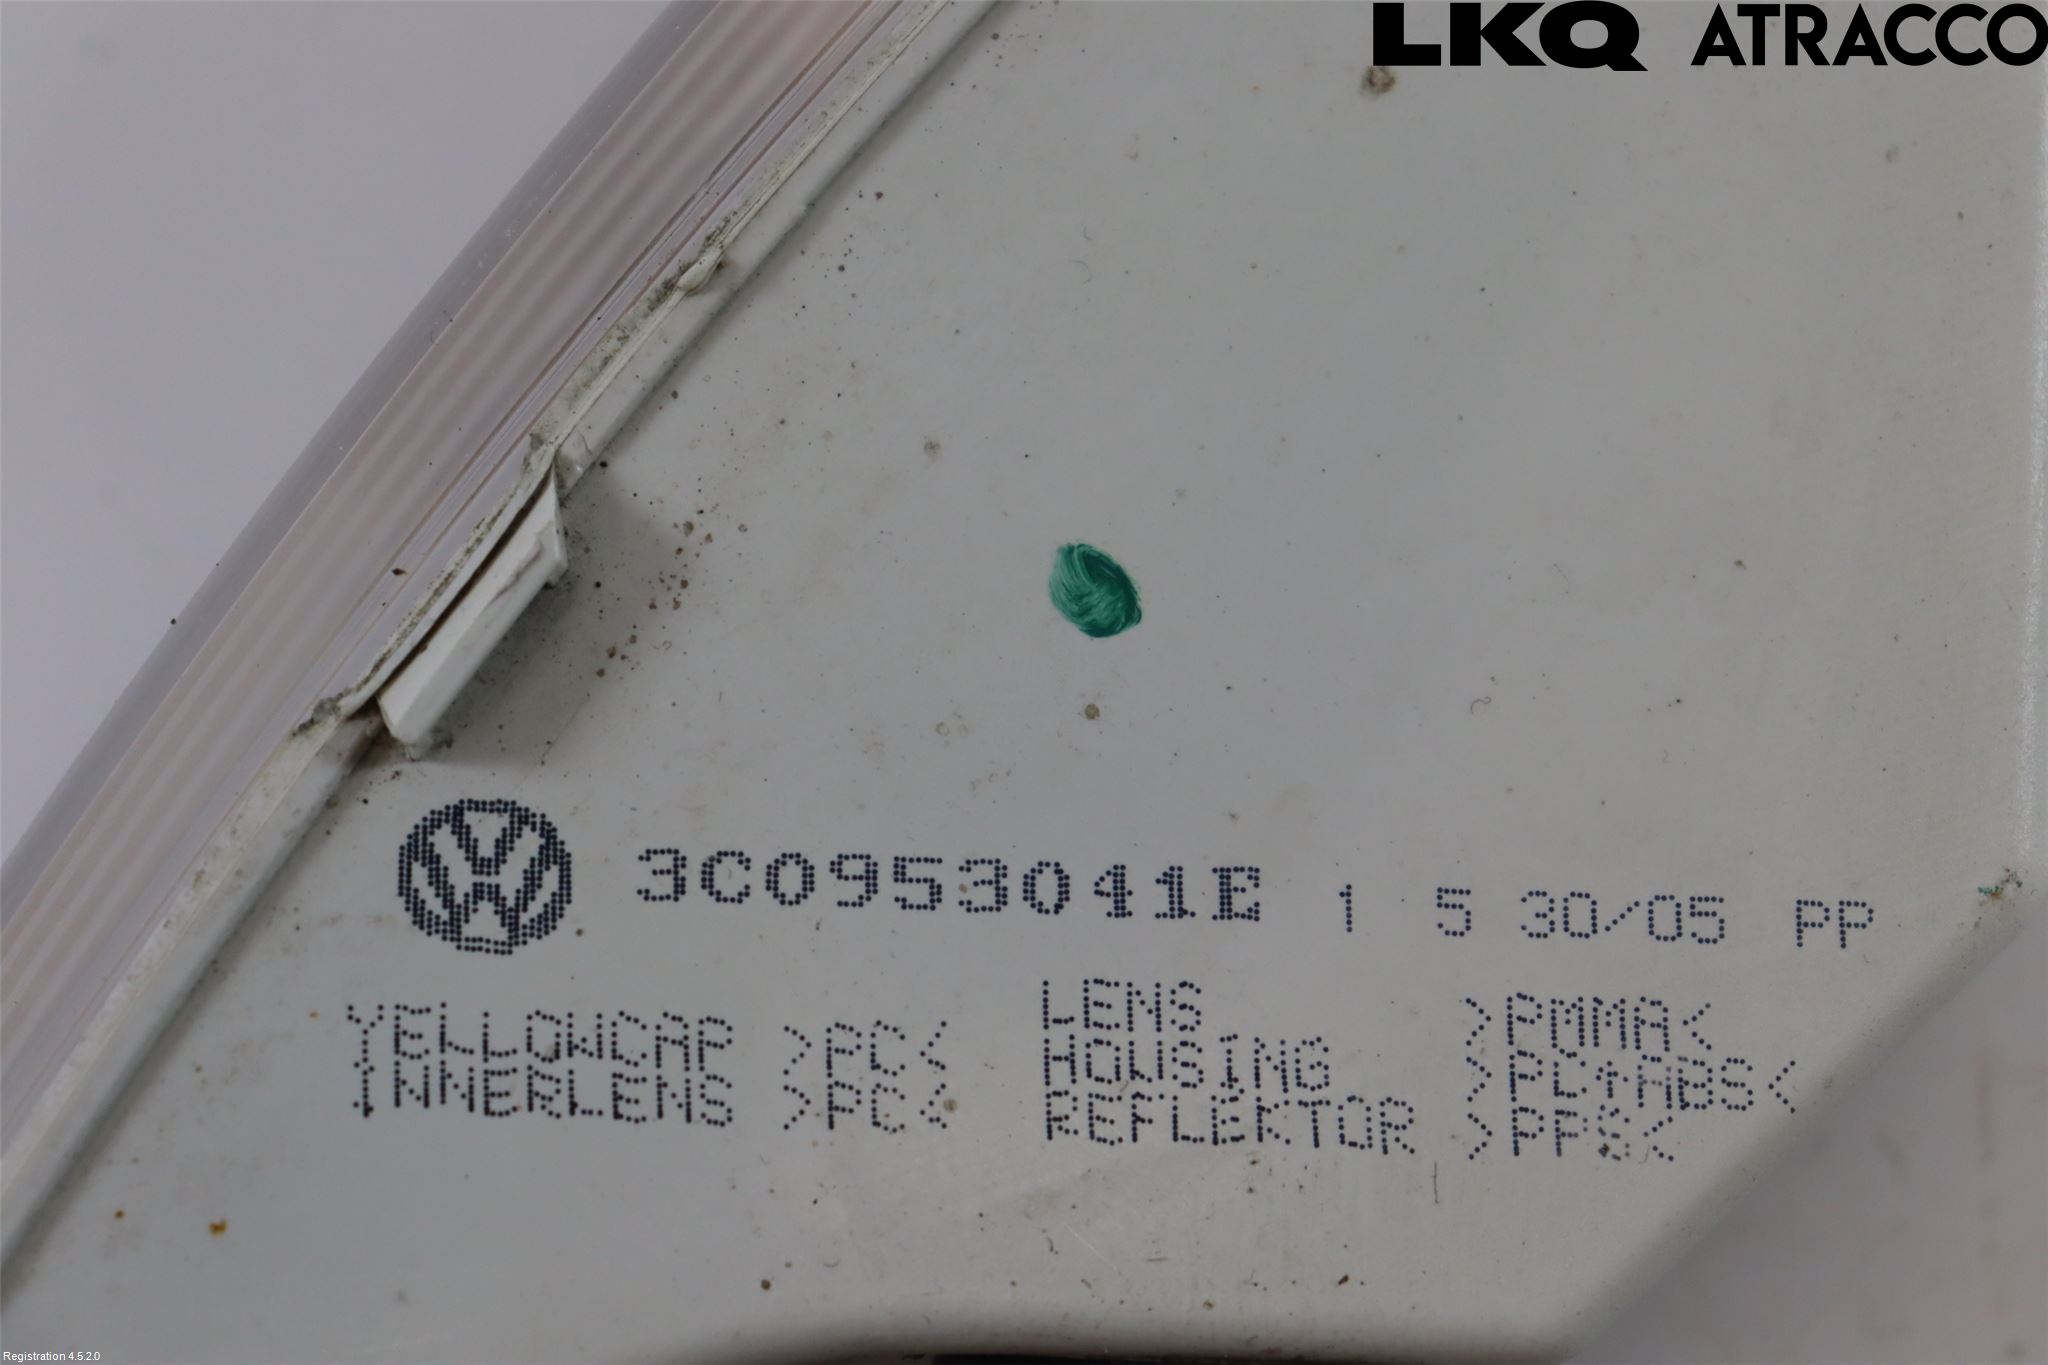 LKQ ATRACCO
3C0953041E 1 5 30/05 PP
YELLOWCAP >PC<
INNERLENS >PC<
LENS >PMMA<
HOUSING >PC+ABS<
REFLEKTOR >PPS<
Registration 4.5.2.0